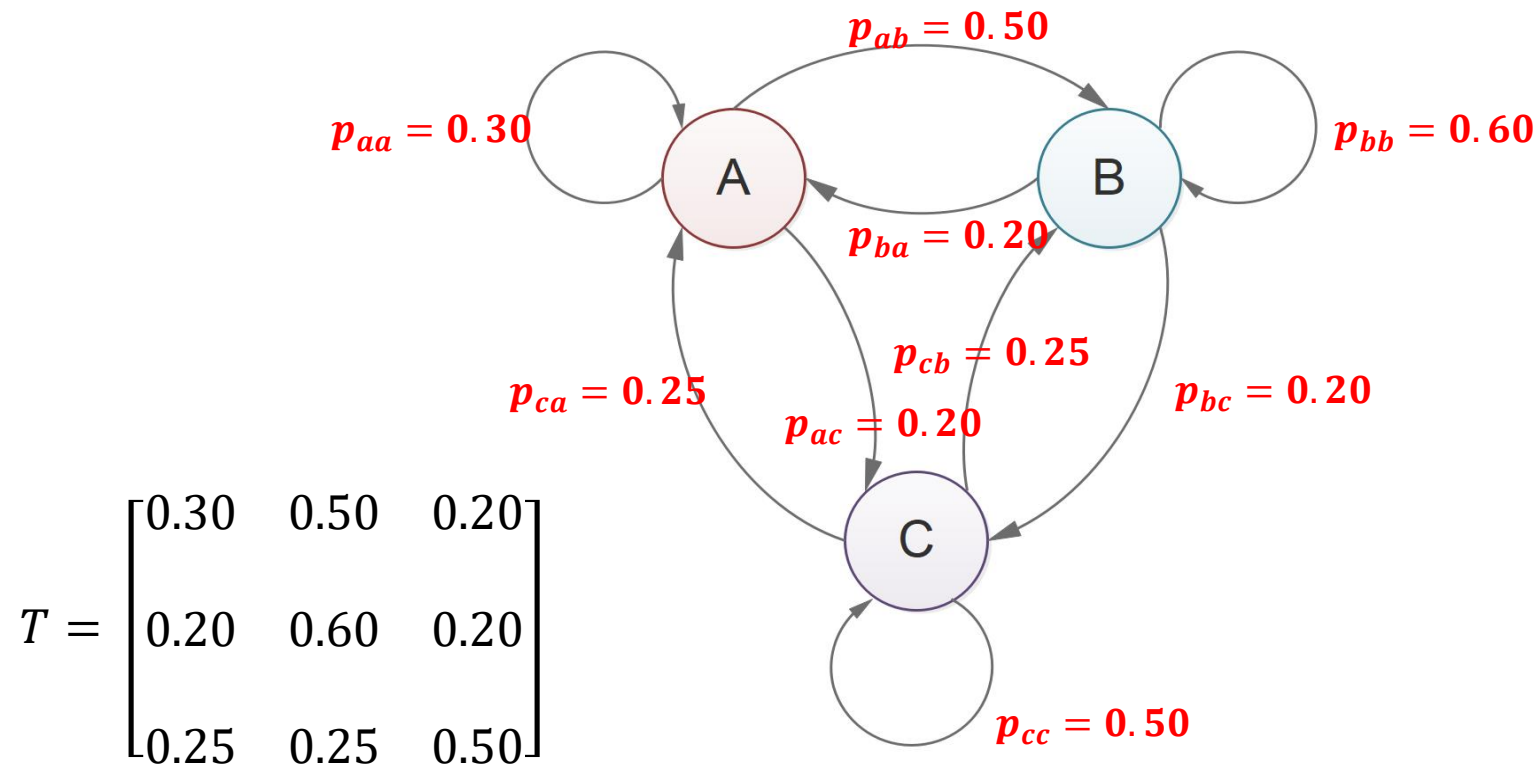 p_ab = 0.50
p_aa = 0.30
A
B
p_bb = 0.60
p_ba = 0.20
p_cb = 0.25
p_ca = 0.25
p_bc = 0.20
p_ac = 0.20
C
p_cc = 0.50
T =
0.30 0.50 0.20
0.20 0.60 0.20
0.25 0.25 0.50